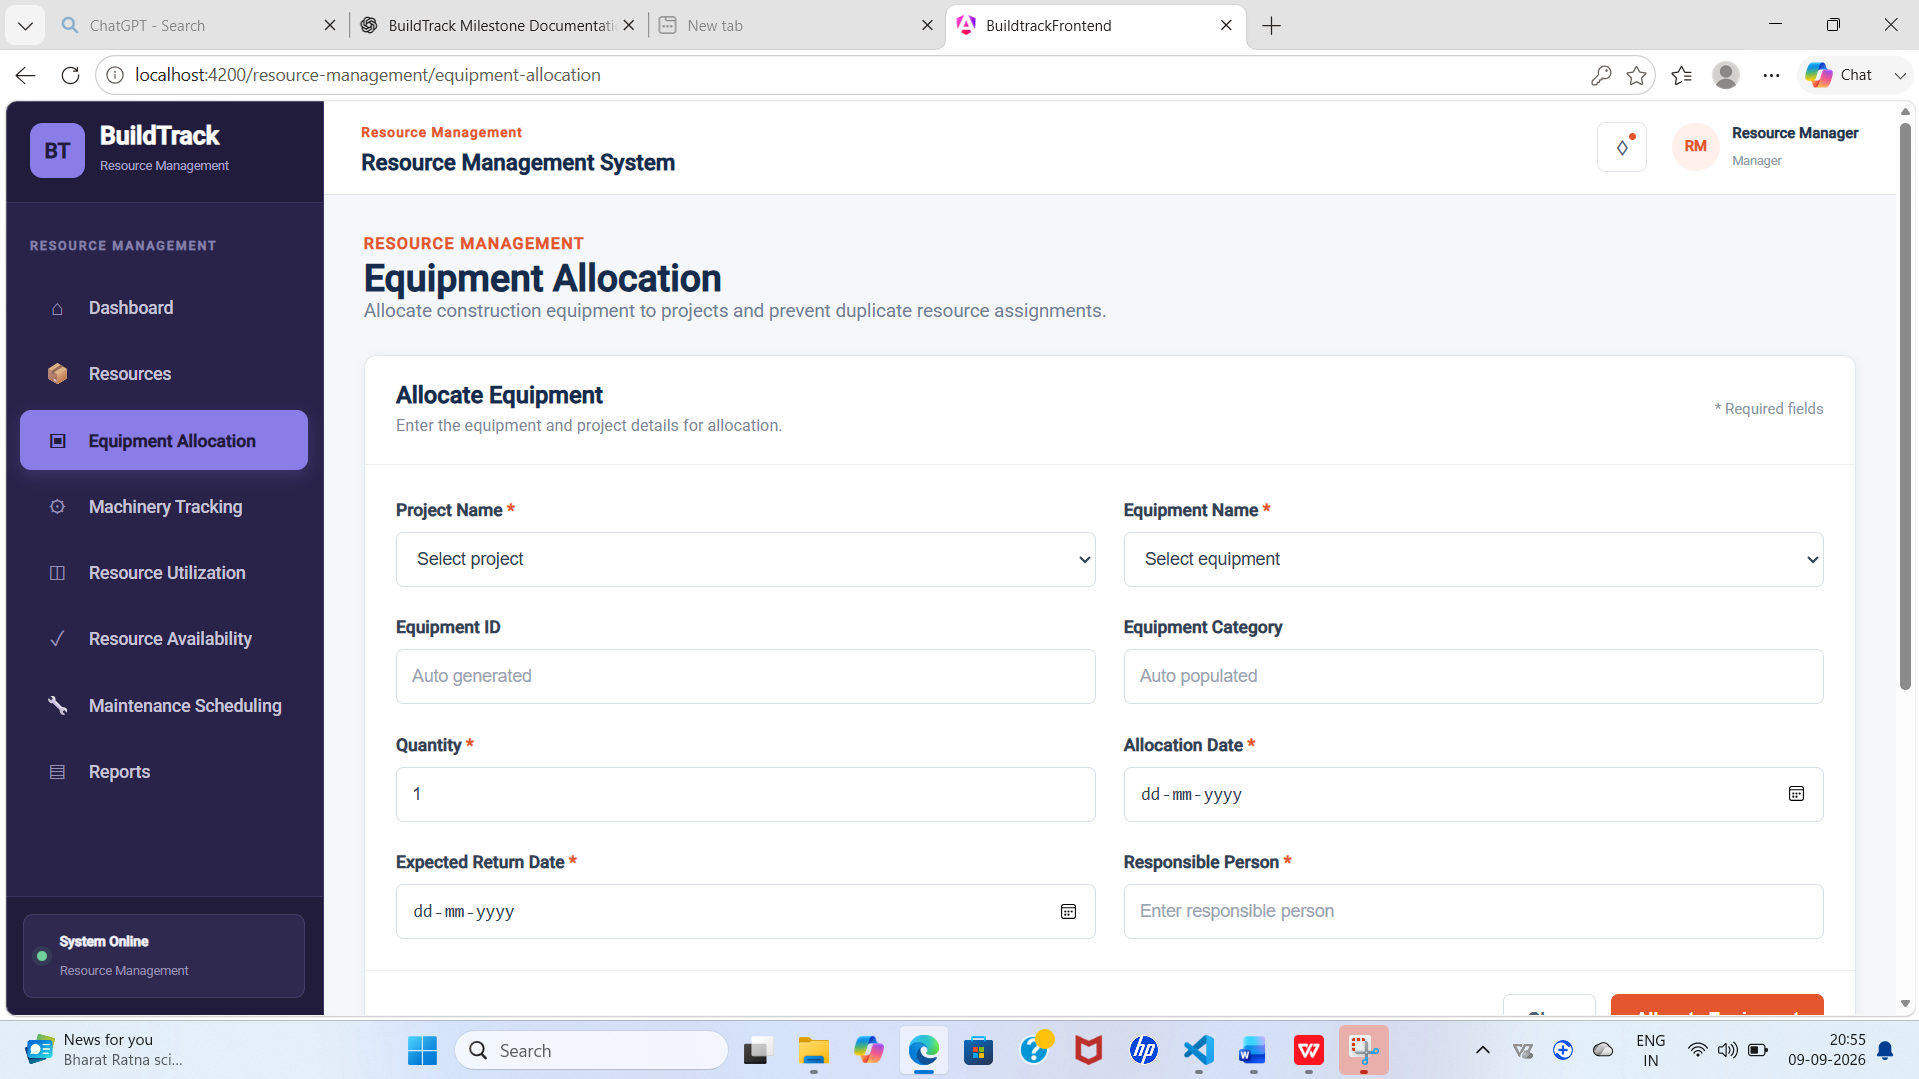 ChatGPT - Search
BuildTrack Milestone Documentati
New tab
BuildtrackFrontend
localhost:4200/resource-management/equipment-allocation
Chat
BT
BuildTrack
Resource Management
RESOURCE MANAGEMENT
Dashboard
Resources
Equipment Allocation
Machinery Tracking
Resource Utilization
Resource Availability
Maintenance Scheduling
Reports
System Online
Resource Management
Resource Management
Resource Management System
RM
Resource Manager
Manager
RESOURCE MANAGEMENT
Equipment Allocation
Allocate construction equipment to projects and prevent duplicate resource assignments.
Allocate Equipment
Enter the equipment and project details for allocation.
* Required fields
Project Name *
Select project
Equipment Name *
Select equipment
Equipment ID
Auto generated
Equipment Category
Auto populated
Quantity *
1
Allocation Date *
dd-mm-yyyy
Expected Return Date *
dd-mm-yyyy
Responsible Person *
Enter responsible person
Allocate Equipment
News for you
Bharat Ratna sci...
Search
ENG
IN
20:55
09-09-2026